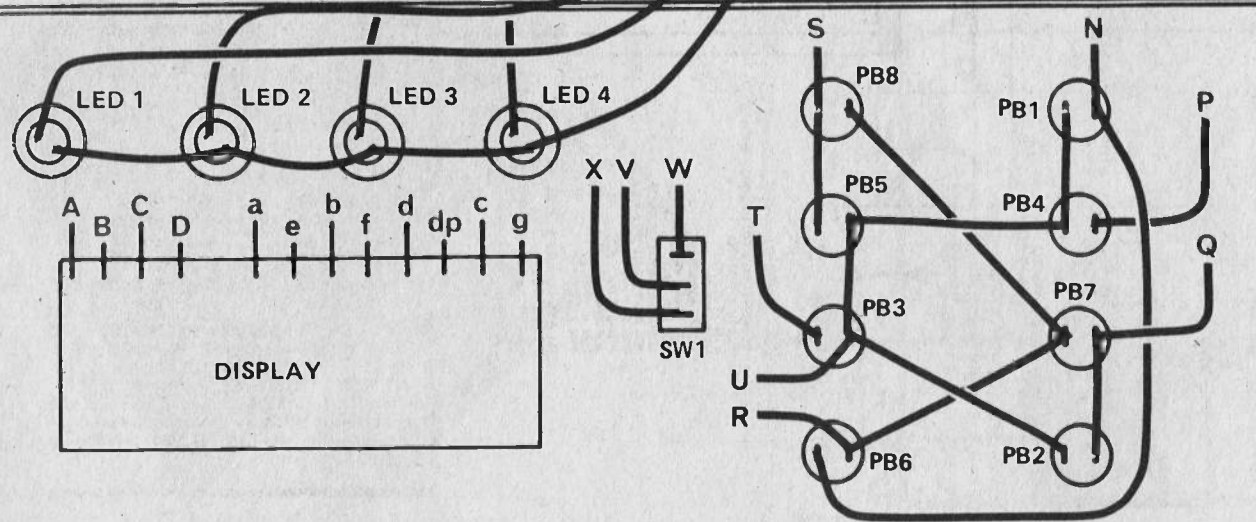 S N
PB8
LED 1 LED 2 LED 3 LED 4 PB1 P
X V W
A B C D a e b f d dp c g
PB5 PB4
T Q
PB3 PB7
SW1
DISPLAY
U
R
PB6 PB2